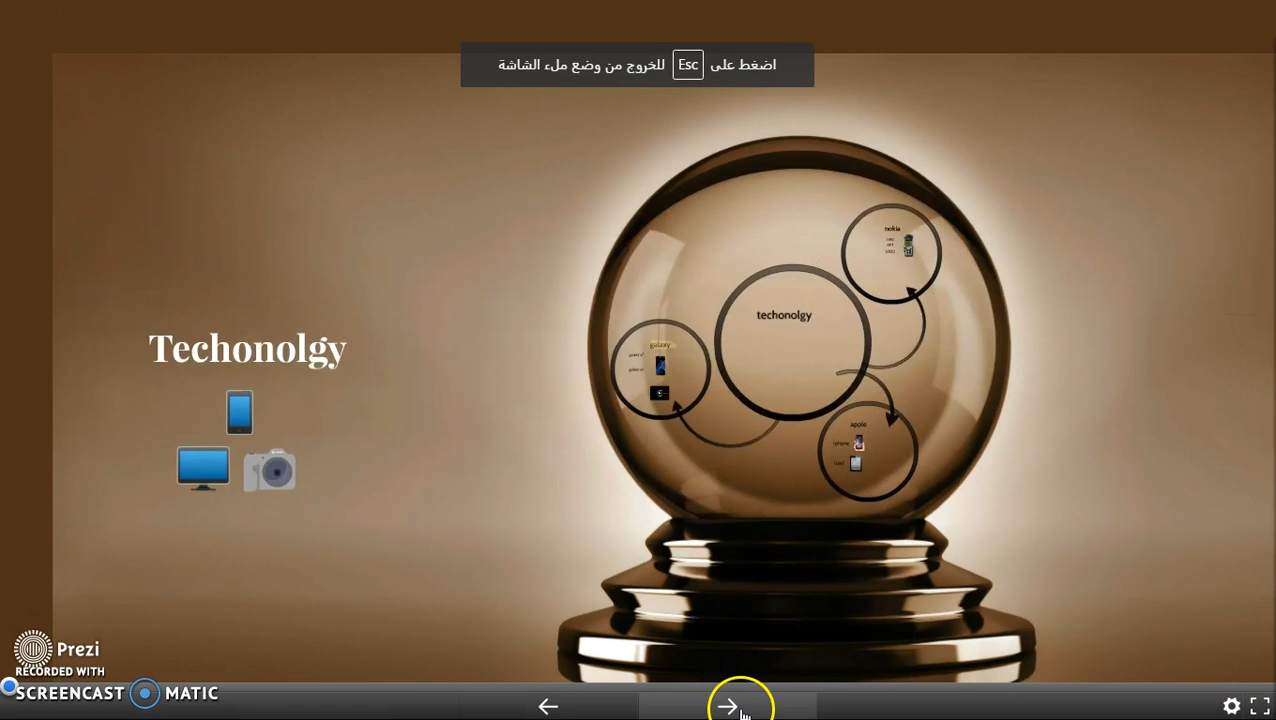 اضغط على Esc للخروج من وضع ملء الشاشة
Techonolgy
techonolgy
nokia
galaxy
apple
iphone
ipad
Prezi
RECORDED WITH
SCREENCAST MATIC